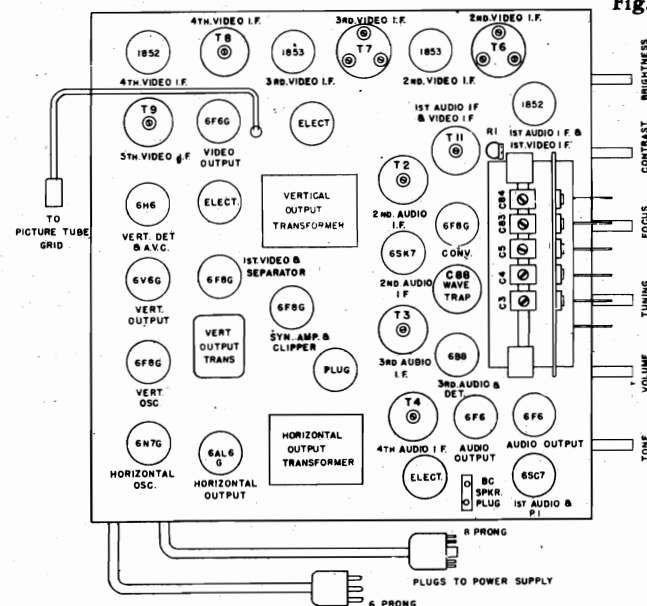 Fig.
4TH.VIDEO I.F.
3RD.VIDEO I.F.
2ND.VIDEO I.F.
1852
T8
1853
T7
1853
T6
4TH.VIDEO I.F.
3RD.VIDEO I.F.
2ND.VIDEO I.F.
T9
6F6G
ELECT
1ST AUDIO IF
& VIDEO I F
1852
5TH.VIDEO I.F.
VIDEO
OUTPUT
T11
R1
1ST AUDIO I F. &
1ST.VIDEO I F.
TO
PICTURE TUBE
GRID
6H6
VERT. DET
& A.V.C.
ELECT.
VERTICAL
OUTPUT
TRANSFORMER
T2
2ND. AUDIO
I.F.
6F8G
CONV.
C84
C83
C5
C4
C3
6V6G
VERT.
OUTPUT
1ST.VIDEO &
SEPARATOR
6F8G
6SK7
2ND.AUDIO
I F
C88
WAVE
TRAP
6F8G
SYN. AMP. &
CLIPPER
VERT
OUTPUT
TRANS
T3
3RD AUDIO
I.F.
6F8G
VERT
OSC.
PLUG
6B8
3RD.AUDIO &
DET.
6N7G
HORIZONTAL
OSC.
6AL6
G
HORIZONTAL
OUTPUT
HORIZONTAL
OUTPUT
TRANSFORMER
T4
4TH AUDIO I F.
6F6
AUDIO
OUTPUT
6F6
AUDIO OUTPUT
ELECT.
BC
SPKR.
PLUG
6SC7
1ST AUDIO &
P I
BRIGHTNESS
CONTRAST
FOCUS
TUNING
VOLUME
TONE
8 PRONG
PLUGS TO POWER SUPPLY
6 PRONG